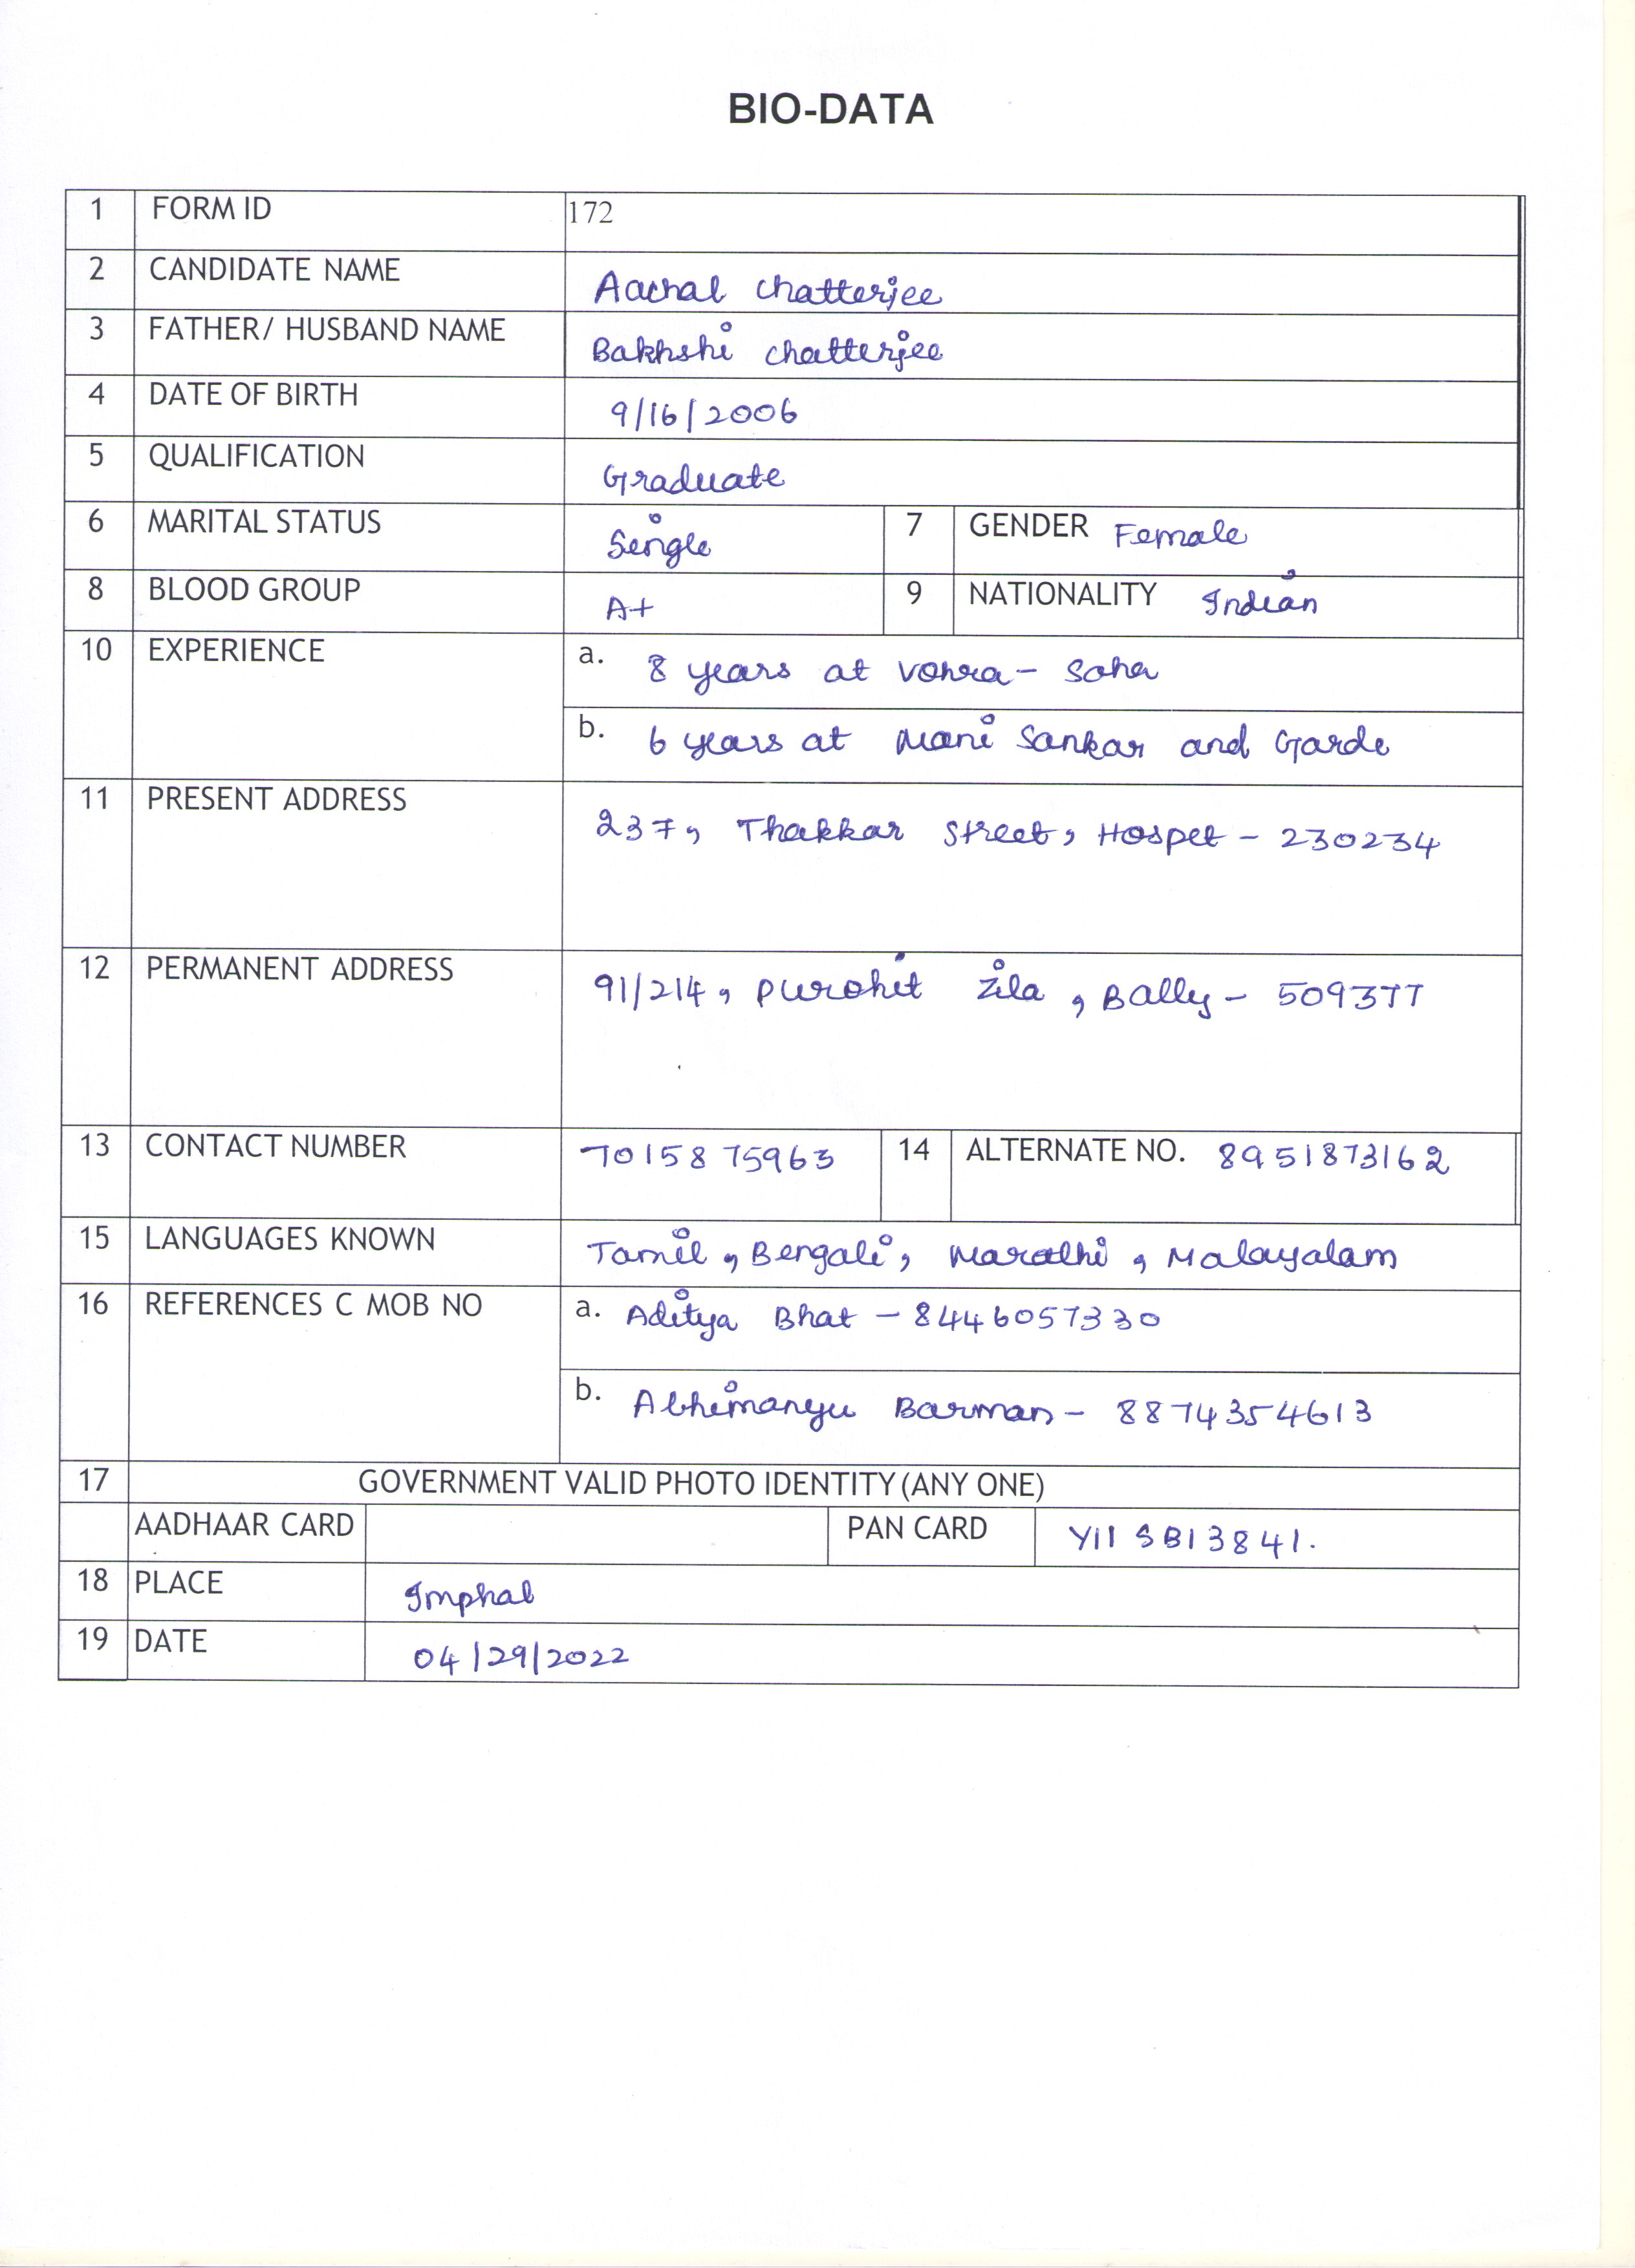 BIO-DATA
1 FORM ID 172
2 CANDIDATE NAME Aachal Chatterjee
3 FATHER/ HUSBAND NAME Bakhshi Chatterjee
4 DATE OF BIRTH 9/16/2006
5 QUALIFICATION Graduate
6 MARITAL STATUS Single 7 GENDER Female
8 BLOOD GROUP A+ 9 NATIONALITY Indian
10 EXPERIENCE a. 8 years at Vohra - Saha
b. 6 years at Mani Sankar and Garde
11 PRESENT ADDRESS 237, Thakkar Street, Hospet - 230234
12 PERMANENT ADDRESS 91/214, Purohit Zila, Bally - 509377
13 CONTACT NUMBER 7015875963 14 ALTERNATE NO. 8951873162
15 LANGUAGES KNOWN Tamil, Bengali, Marathi, Malayalam
16 REFERENCES C MOB NO a. Aditya Bhat - 8446057330
b. Abhimanyu Barman - 8874354613
17 GOVERNMENT VALID PHOTO IDENTITY (ANY ONE)
AADHAAR CARD PAN CARD
18 PLACE Imphal
19 DATE 04/29/2022